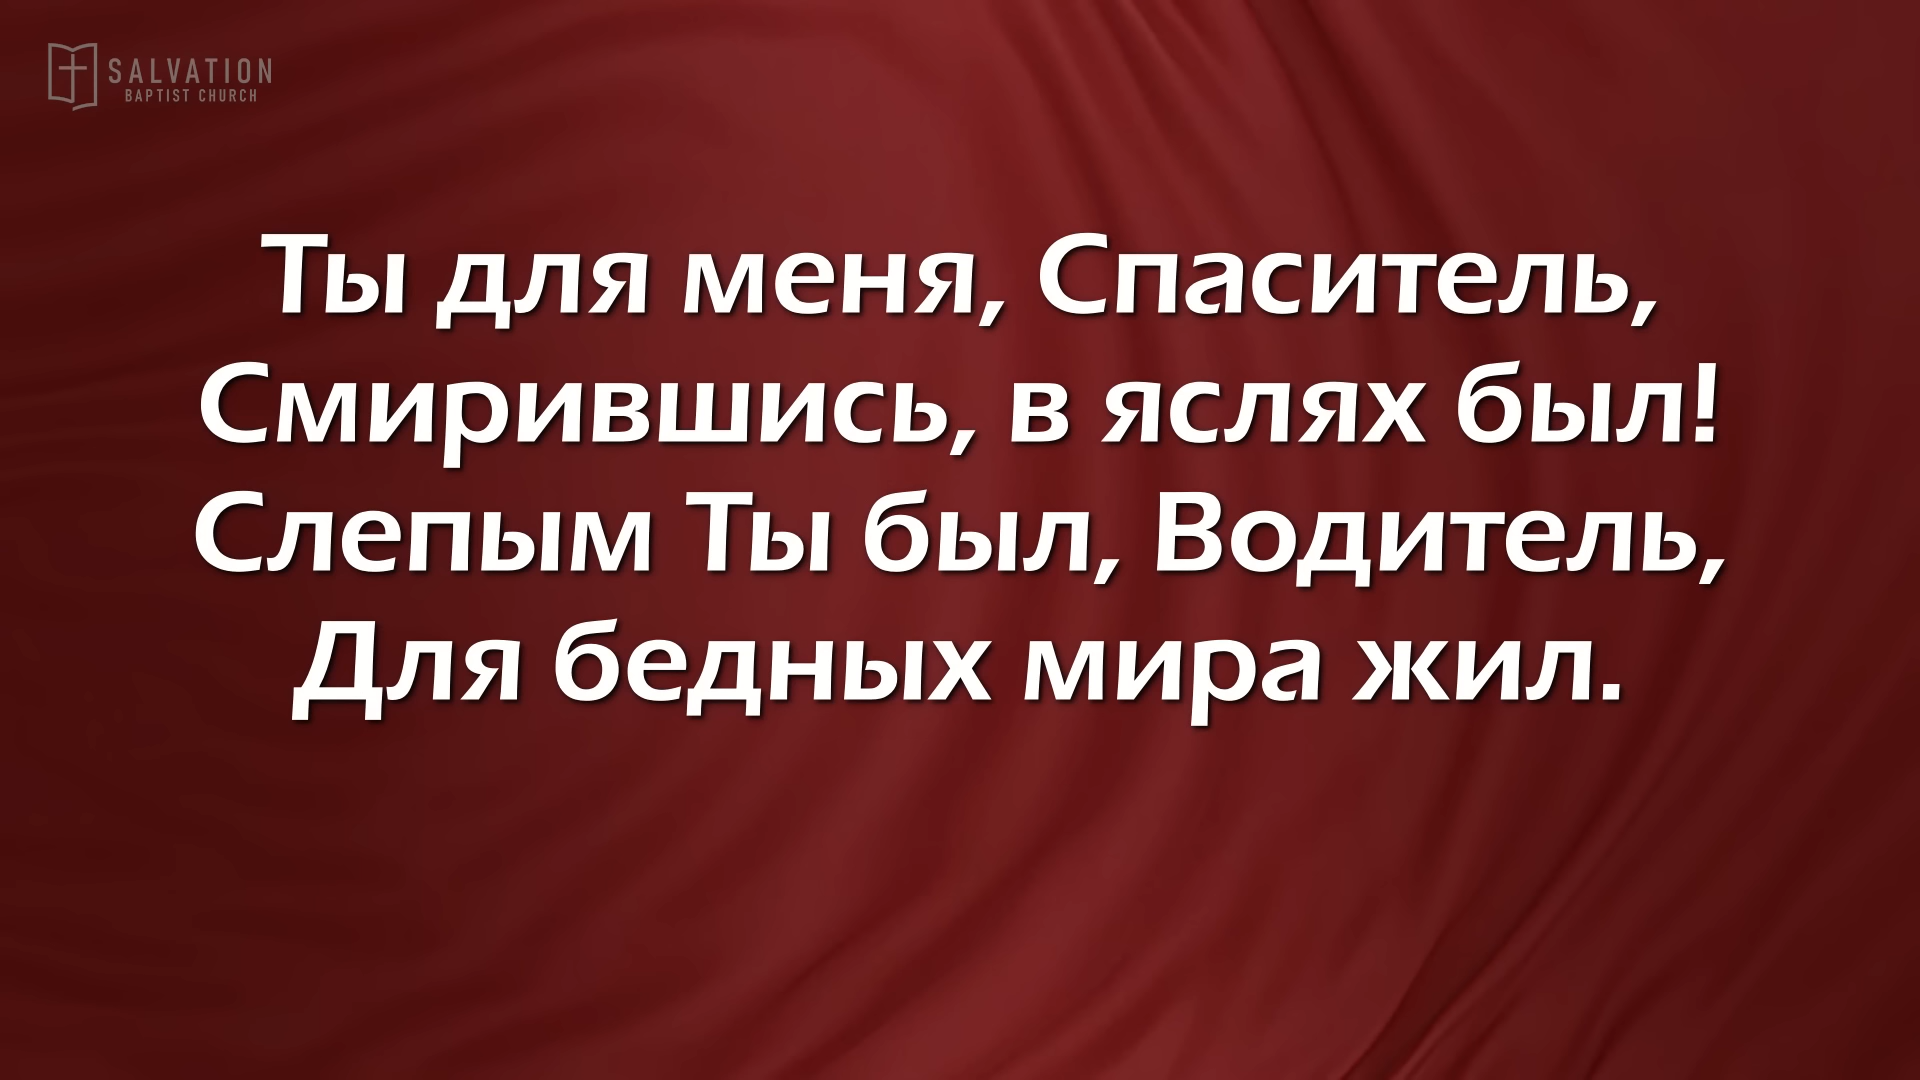 SALVATION
BAPTIST CHURCH
Ты для меня, Спаситель,
Смирившись, в яслях был!
Слепым Ты был, Водитель,
Для бедных мира жил.